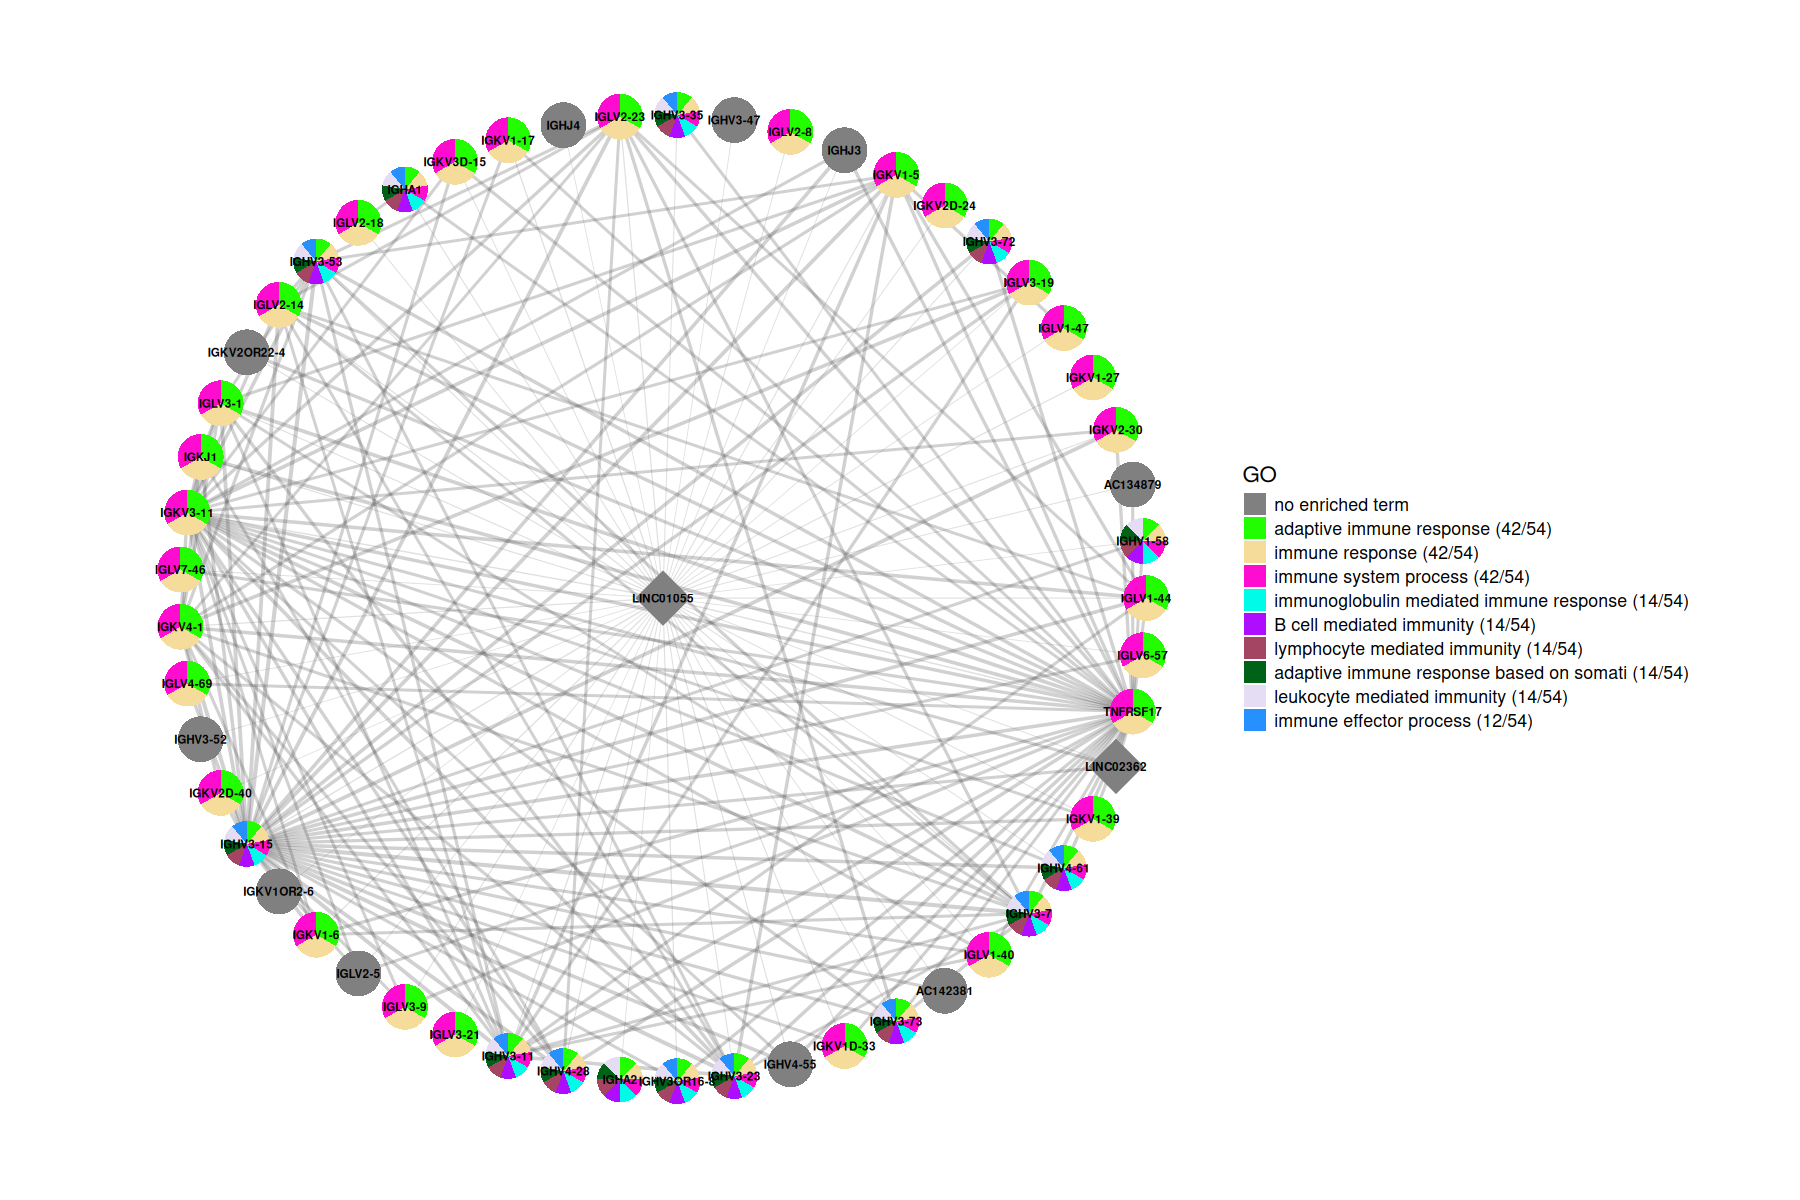 IGLV2-23
IGHV3-35
IGHV3-47
IGHJ4
IGLV2-8
IGKV1-17
IGHJ3
IGKV3D-15
IGKV1-5
IGHA1
IGKV2D-24
IGLV2-18
IGHV3-72
IGHV3-53
IGLV3-19
IGLV2-14
IGLV1-47
IGKV2OR22-4
IGKV1-27
IGLV3-1
IGKV2-30
IGKJ1
AC134879
IGKV3-11
IGHV1-58
IGLV7-46
LINC01055
IGLV1-44
IGKV4-1
IGLV6-57
IGLV4-69
TNFRSF17
IGHV3-52
LINC02362
IGKV2D-40
IGKV1-39
IGHV3-15
IGHV4-61
IGKV1OR2-6
IGHV3-7
IGKV1-6
IGLV1-40
IGLV2-5
AC142381
IGLV3-9
IGHV3-73
IGLV3-21
IGKV1D-33
IGHV3-11
IGHV4-55
IGHV4-28
IGHA2
IGHV3OR16-8
IGHV3-23
GO
no enriched term
adaptive immune response (42/54)
immune response (42/54)
immune system process (42/54)
immunoglobulin mediated immune response (14/54)
B cell mediated immunity (14/54)
lymphocyte mediated immunity (14/54)
adaptive immune response based on somati (14/54)
leukocyte mediated immunity (14/54)
immune effector process (12/54)